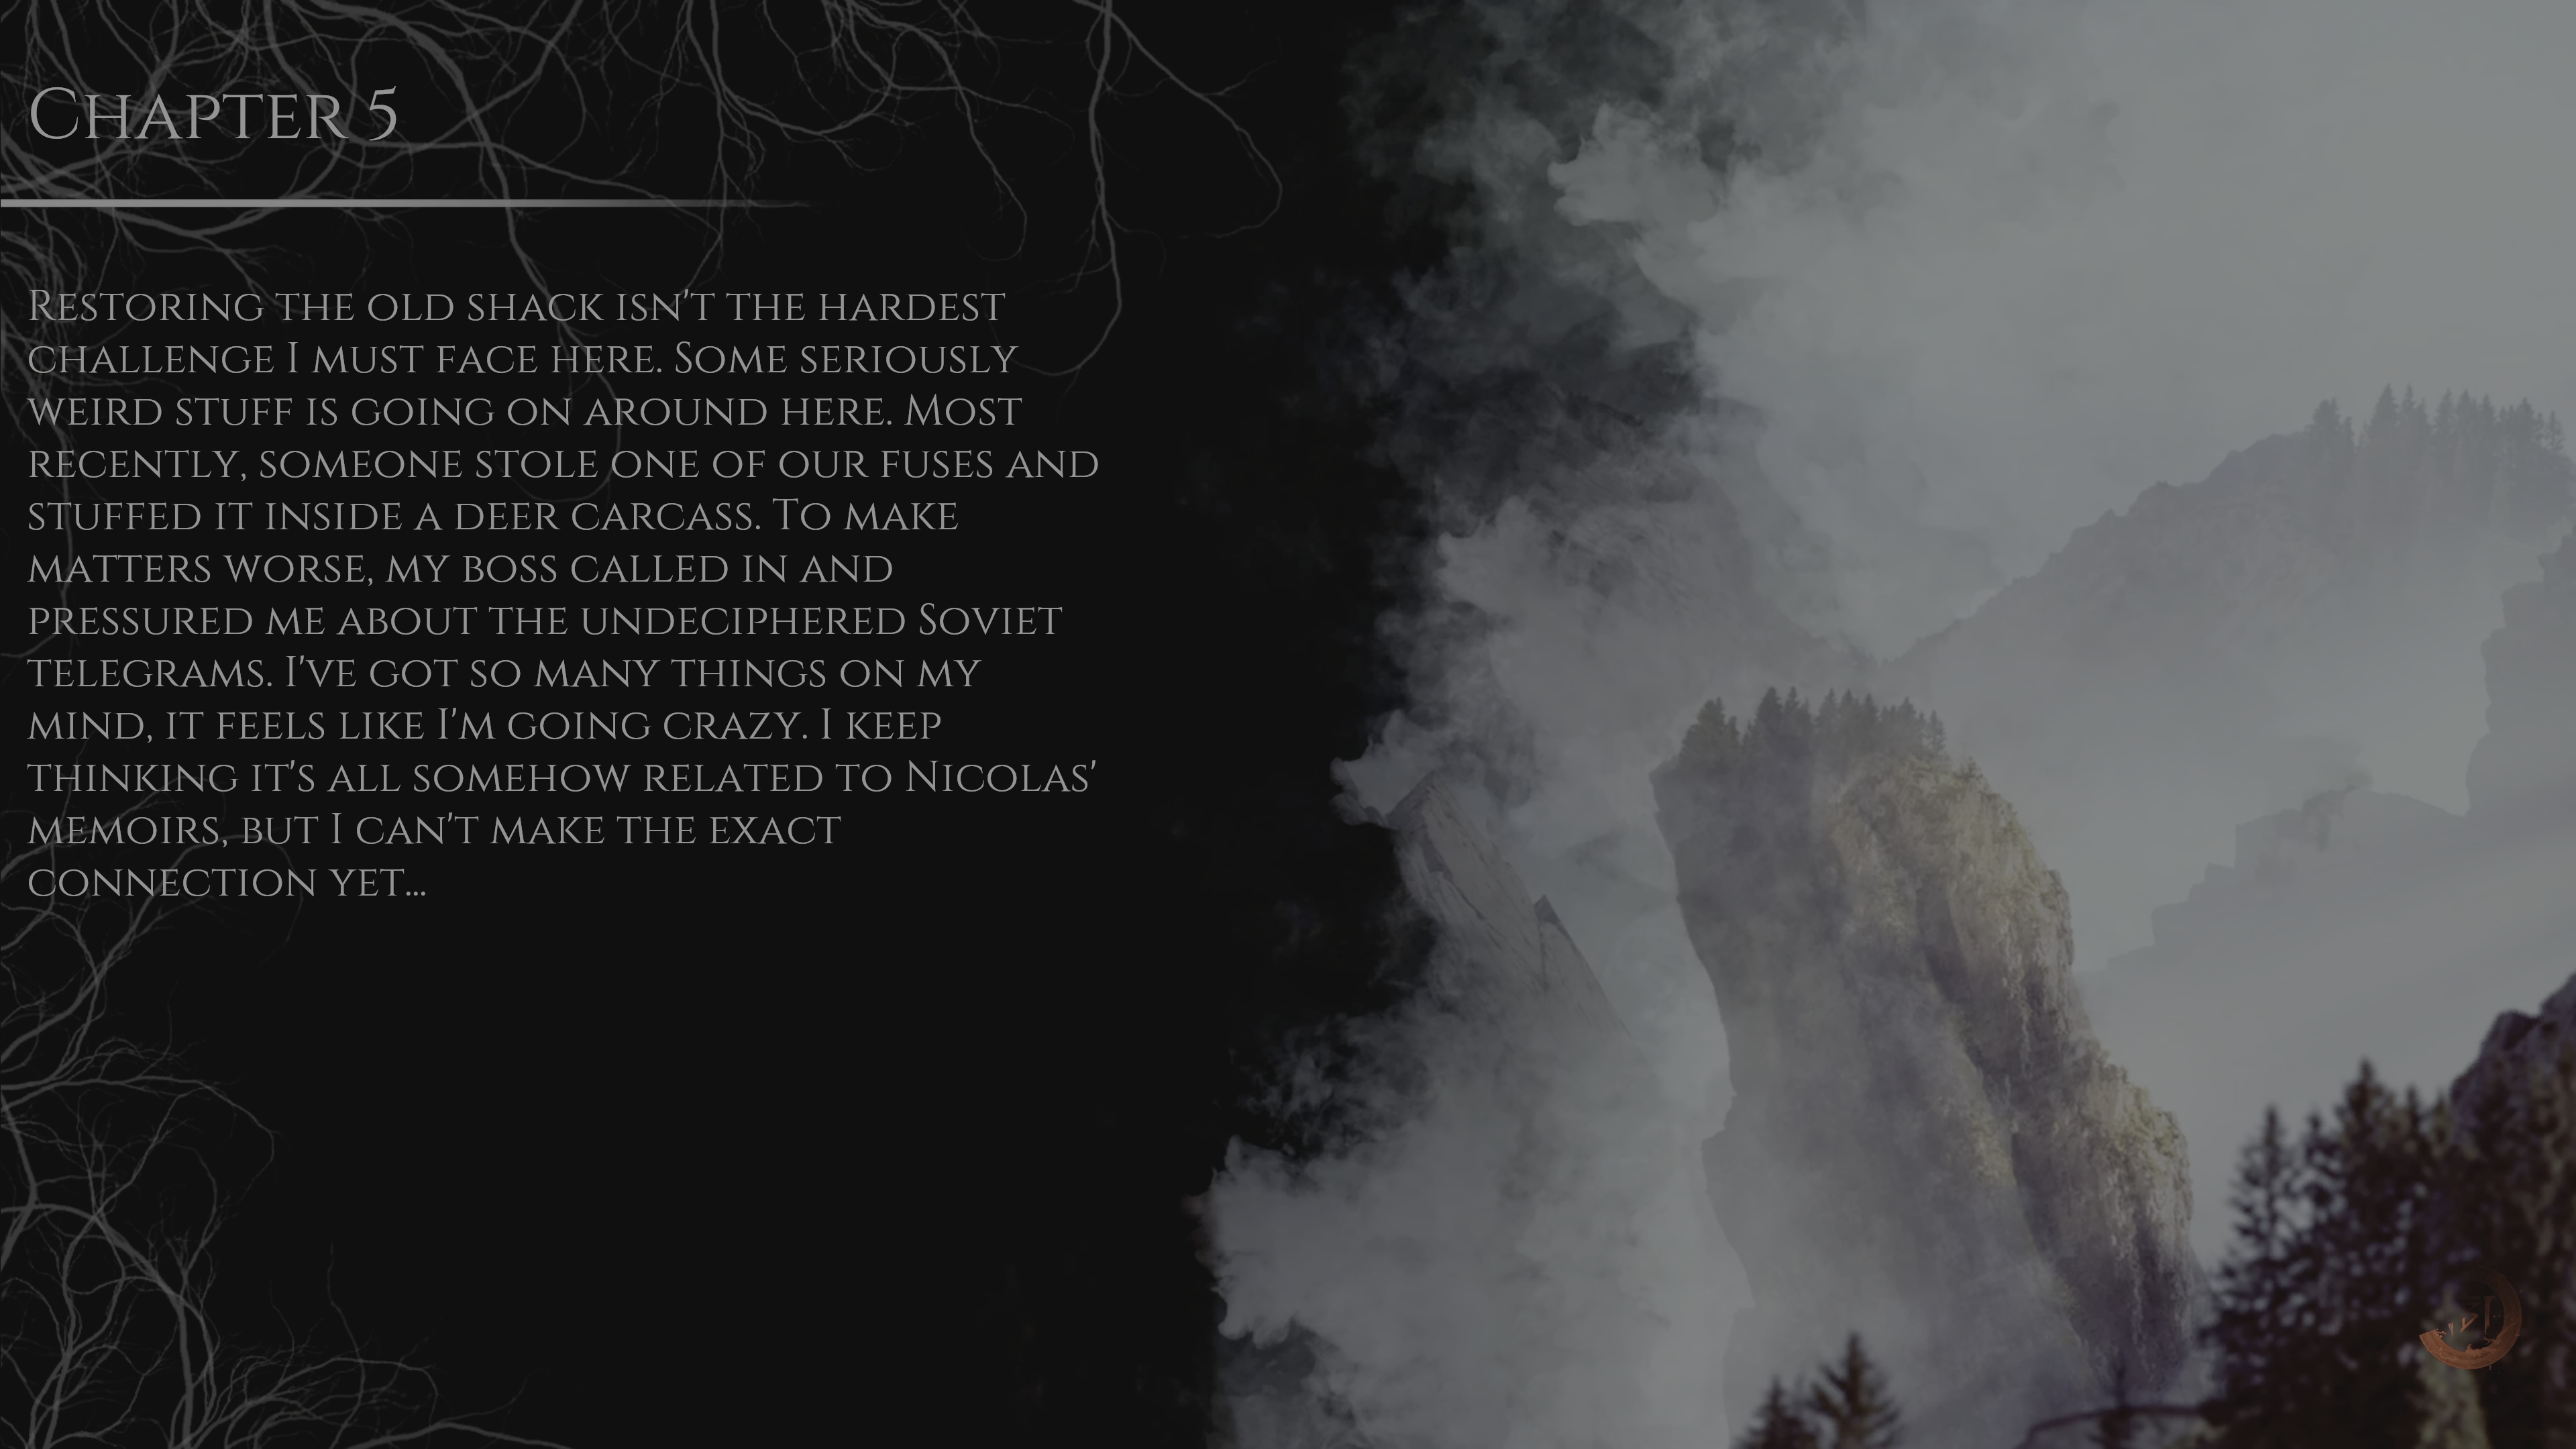 Chapter 5
Restoring the old shack isn't the hardest
challenge I must face here. Some seriously
weird stuff is going on around here. Most
recently, someone stole one of our fuses and
stuffed it inside a deer carcass. To make
matters worse, my boss called in and
pressured me about the undeciphered Soviet
telegrams. I've got so many things on my
mind, it feels like I'm going crazy. I keep
thinking it's all somehow related to Nicolas'
memoirs, but I can't make the exact
connection yet...